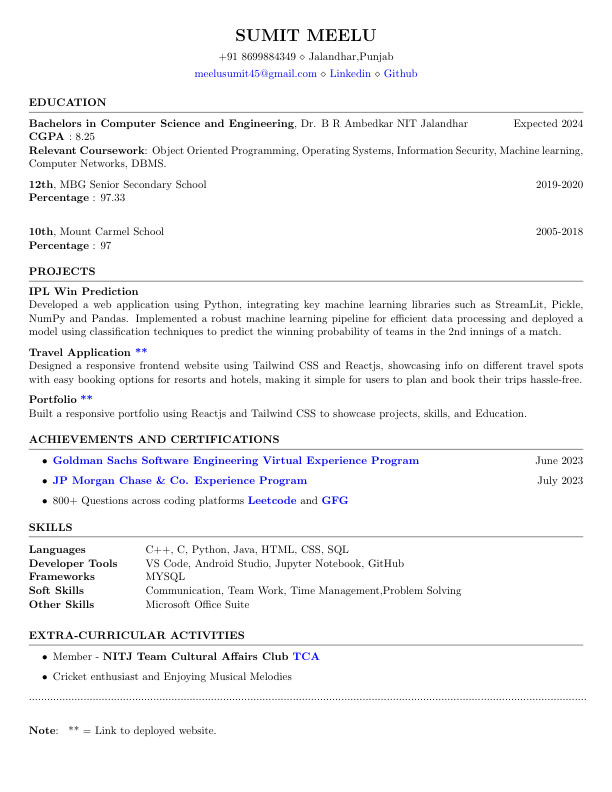 SUMIT MEELU
+91 8699884349 ⋄ Jalandhar,Punjab
meelusumit45@gmail.com ⋄ Linkedin ⋄ Github
EDUCATION
Bachelors in Computer Science and Engineering, Dr. B R Ambedkar NIT Jalandhar Expected 2024
CGPA : 8.25
Relevant Coursework: Object Oriented Programming, Operating Systems, Information Security, Machine learning,
Computer Networks, DBMS.
12th, MBG Senior Secondary School 2019-2020
Percentage : 97.33
10th, Mount Carmel School 2005-2018
Percentage : 97
PROJECTS
IPL Win Prediction
Developed a web application using Python, integrating key machine learning libraries such as StreamLit, Pickle,
NumPy and Pandas. Implemented a robust machine learning pipeline for efficient data processing and deployed a
model using classification techniques to predict the winning probability of teams in the 2nd innings of a match.
Travel Application **
Designed a responsive frontend website using Tailwind CSS and Reactjs, showcasing info on different travel spots
with easy booking options for resorts and hotels, making it simple for users to plan and book their trips hassle-free.
Portfolio **
Built a responsive portfolio using Reactjs and Tailwind CSS to showcase projects, skills, and Education.
ACHIEVEMENTS AND CERTIFICATIONS
• Goldman Sachs Software Engineering Virtual Experience Program June 2023
• JP Morgan Chase & Co. Experience Program July 2023
• 800+ Questions across coding platforms Leetcode and GFG
SKILLS
Languages C++, C, Python, Java, HTML, CSS, SQL
Developer Tools VS Code, Android Studio, Jupyter Notebook, GitHub
Frameworks MYSQL
Soft Skills Communication, Team Work, Time Management,Problem Solving
Other Skills Microsoft Office Suite
EXTRA-CURRICULAR ACTIVITIES
• Member - NITJ Team Cultural Affairs Club TCA
• Cricket enthusiast and Enjoying Musical Melodies
Note: ** = Link to deployed website.